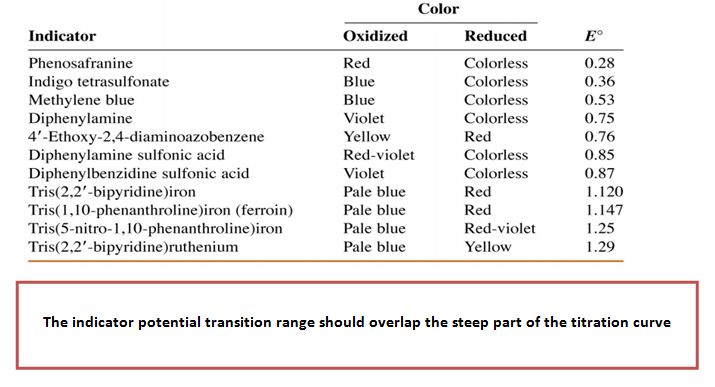 Color
Indicator Oxidized Reduced E°
Phenosafranine Red Colorless 0.28
Indigo tetrasulfonate Blue Colorless 0.36
Methylene blue Blue Colorless 0.53
Diphenylamine Violet Colorless 0.75
4′-Ethoxy-2,4-diaminoazobenzene Yellow Red 0.76
Diphenylamine sulfonic acid Red-violet Colorless 0.85
Diphenylbenzidine sulfonic acid Violet Colorless 0.87
Tris(2,2′-bipyridine)iron Pale blue Red 1.120
Tris(1,10-phenanthroline)iron (ferroin) Pale blue Red 1.147
Tris(5-nitro-1,10-phenanthroline)iron Pale blue Red-violet 1.25
Tris(2,2′-bipyridine)ruthenium Pale blue Yellow 1.29
The indicator potential transition range should overlap the steep part of the titration curve